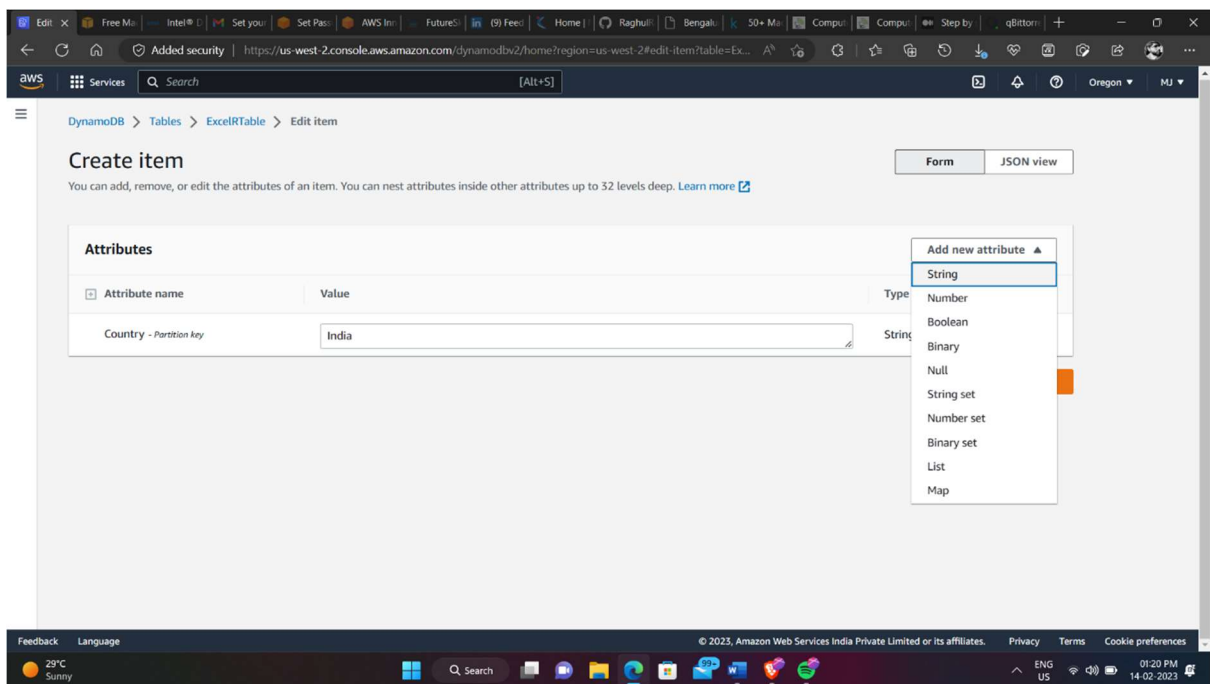 Edit
Free Ma
Intel® D
Set your
Set Pass
AWS Inn
FutureS
(9) Feed
Home |
Raghul
Bengalu
50+ Ma
Comput
Comput
Step by
qBittorr
Added security
https://us-west-2.console.aws.amazon.com/dynamodbv2/home?region=us-west-2#edit-item?table=Ex...
aws
Services
Search
[Alt+S]
Oregon ▼
MJ ▼
DynamoDB > Tables > ExcelRTable > Edit item
Create item
Form
JSON view
You can add, remove, or edit the attributes of an item. You can nest attributes inside other attributes up to 32 levels deep. Learn more
Attributes
Add new attribute ▲
String
Number
Boolean
Binary
Null
String set
Number set
Binary set
List
Map
Attribute name
Value
Type
Country - Partition key
India
String
Feedback
Language
© 2023, Amazon Web Services India Private Limited or its affiliates.
Privacy
Terms
Cookie preferences
29°C
Sunny
Search
99+
ENG
US
01:20 PM
14-02-2023